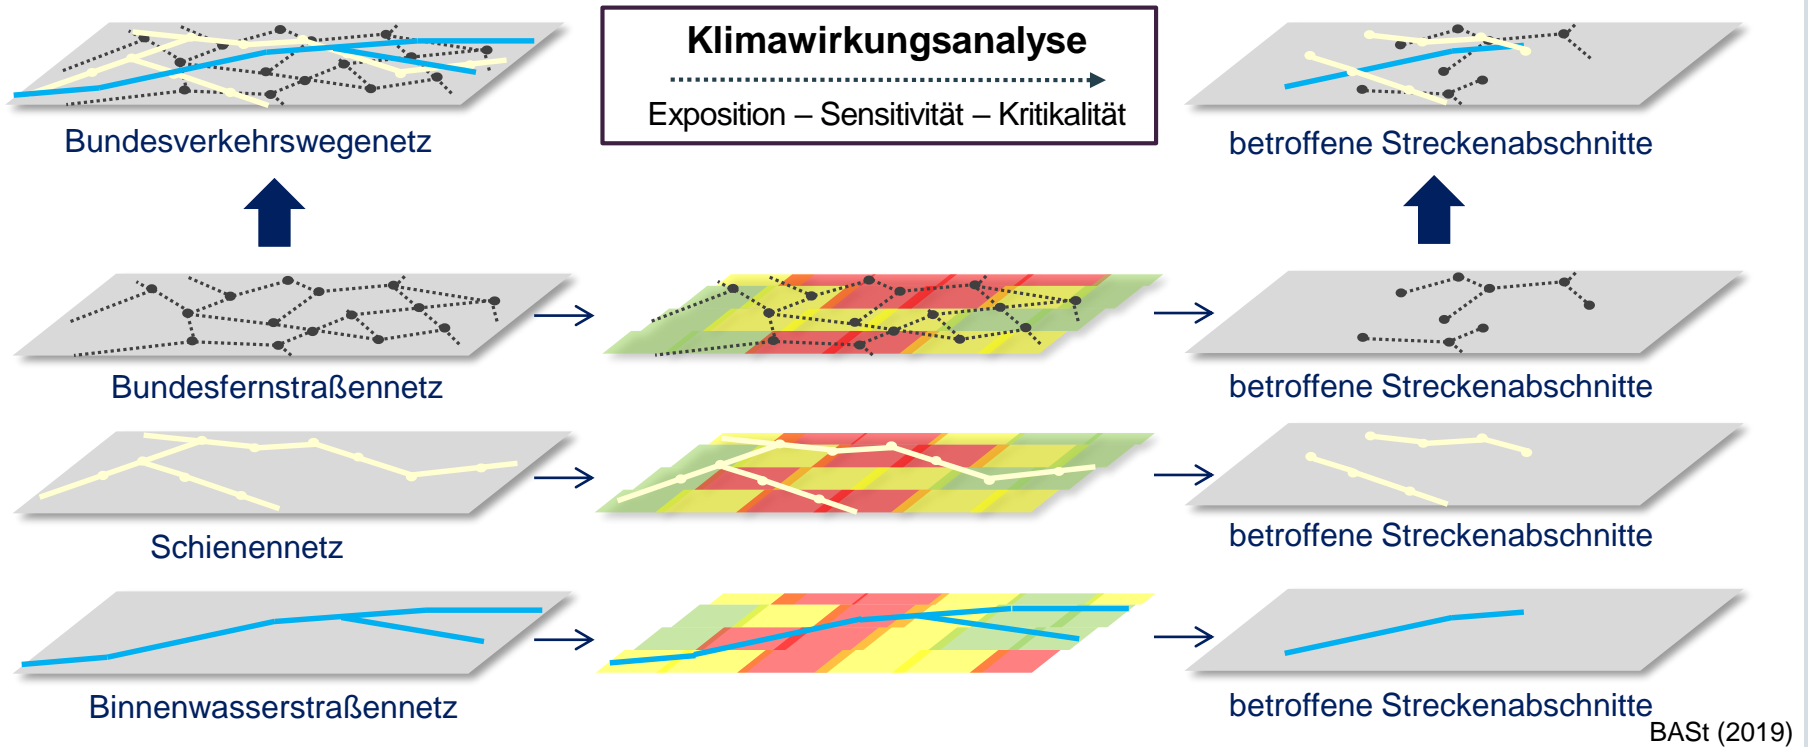 Klimawirkungsanalyse
Exposition – Sensitivität – Kritikalität
Bundesverkehrswegenetz
betroffene Streckenabschnitte
Bundesfernstraßennetz
betroffene Streckenabschnitte
Schienennetz
betroffene Streckenabschnitte
Binnenwasserstraßennetz
betroffene Streckenabschnitte
BASt (2019)